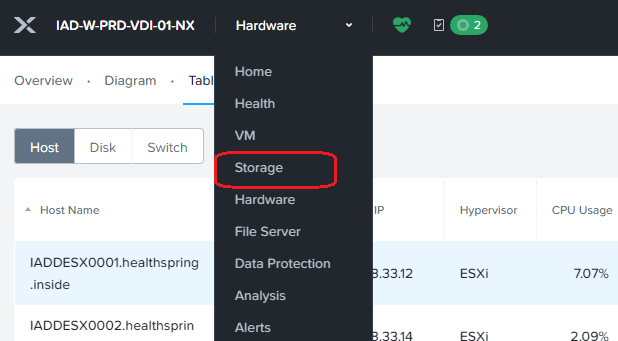 IAD-W-PRD-VDI-01-NX Hardware 2
Home
Overview · Diagram ·
Health
VM
Host Disk Switch
Storage
Hardware
Host Name IP Hypervisor CPU Usage
File Server
IADDESX0001.healthspring
.inside
Data Protection
8.33.12 ESXi 7.07%
Analysis
IADDESX0002.healthsprin
Alerts
8.33.14 ESXi 2.09%